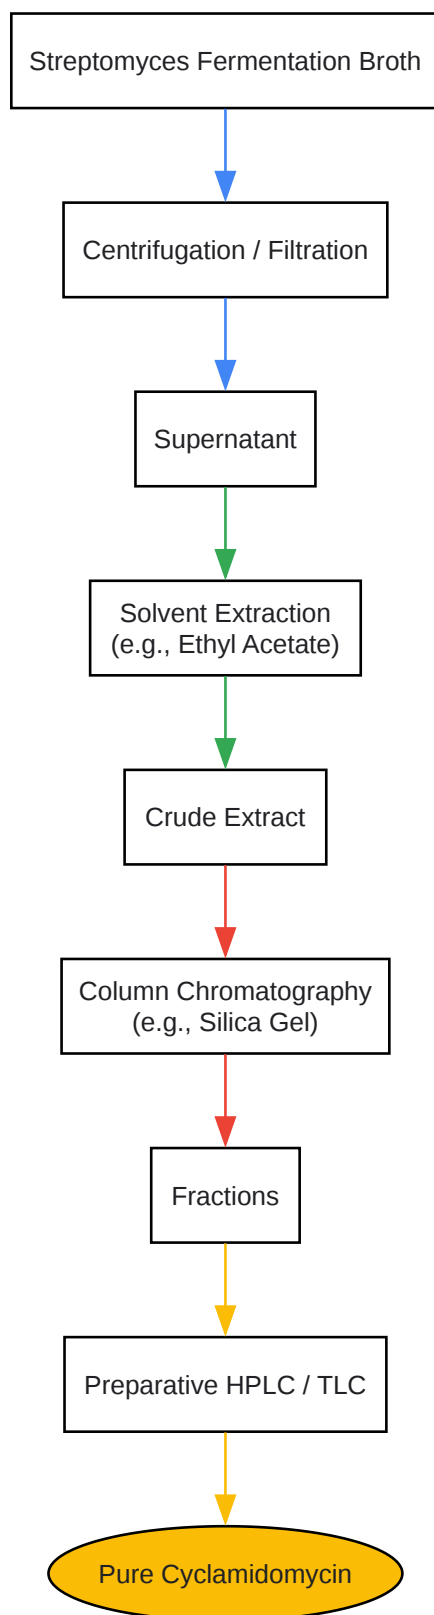 Streptomyces Fermentation Broth
Centrifugation / Filtration
Supernatant
Solvent Extraction
(e.g., Ethyl Acetate)
Crude Extract
Column Chromatography
(e.g., Silica Gel)
Fractions
Preparative HPLC / TLC
Pure Cyclamidomycin